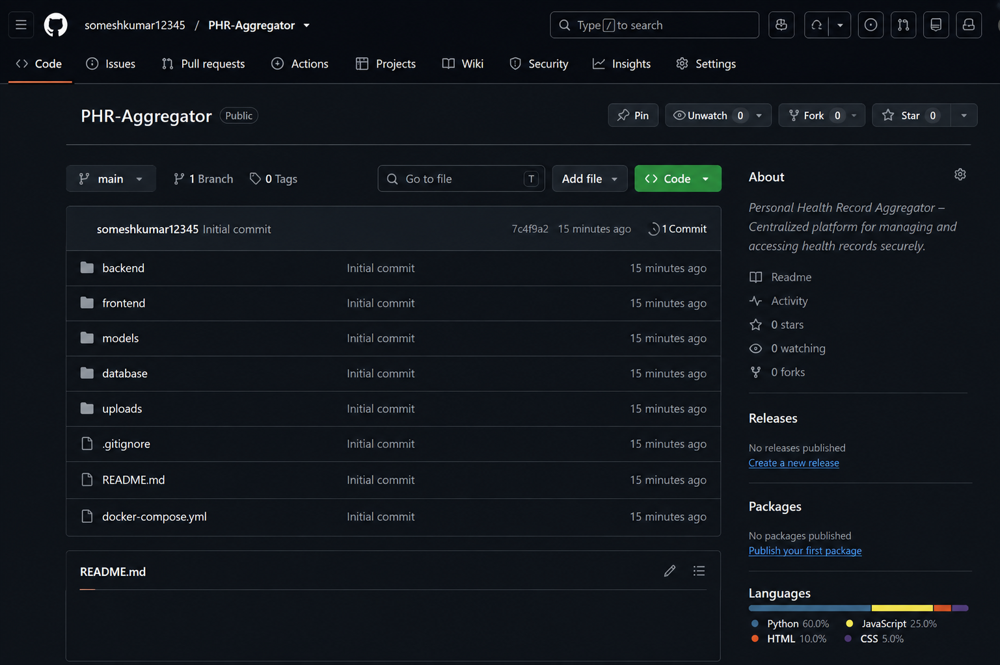 someshkumar12345 / PHR-Aggregator
Type / to search
Code Issues Pull requests Actions Projects Wiki Security Insights Settings
PHR-Aggregator Public
Pin Unwatch 0 Fork 0 Star 0
main 1 Branch 0 Tags Go to file T Add file Code
someshkumar12345 Initial commit 7c4f9a2 15 minutes ago 1 Commit
backend Initial commit 15 minutes ago
frontend Initial commit 15 minutes ago
models Initial commit 15 minutes ago
database Initial commit 15 minutes ago
uploads Initial commit 15 minutes ago
.gitignore Initial commit 15 minutes ago
README.md Initial commit 15 minutes ago
docker-compose.yml Initial commit 15 minutes ago
README.md
About
Personal Health Record Aggregator –
Centralized platform for managing and
accessing health records securely.
Readme
Activity
0 stars
0 watching
0 forks
Releases
No releases published
Create a new release
Packages
No packages published
Publish your first package
Languages
Python 60.0% JavaScript 25.0%
HTML 10.0% CSS 5.0%